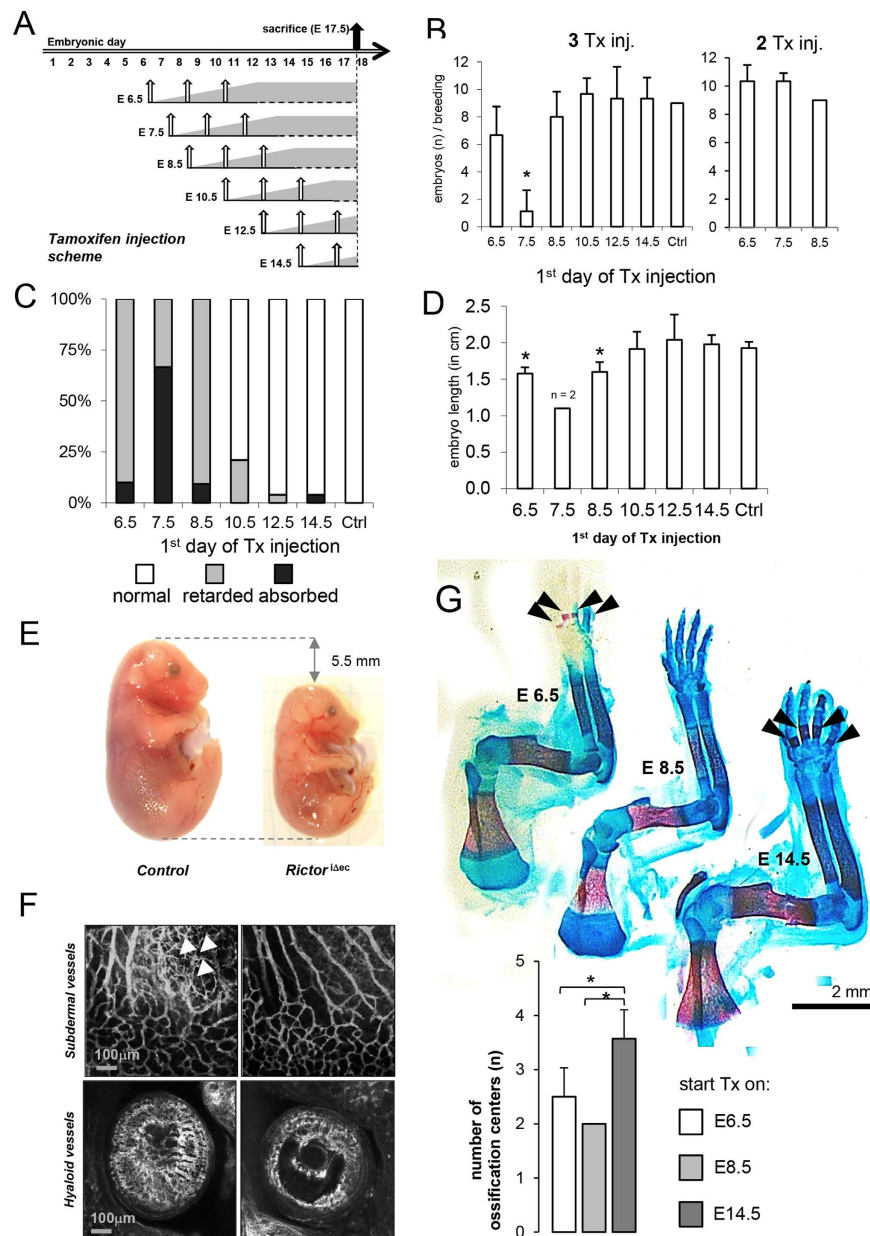 A
Embryonic day
sacrifice (E 17.5)
1 2 3 4 5 6 7 8 9 10 11 12 13 14 15 16 17 18
E 6.5
E 7.5
E 8.5
E 10.5
E 12.5
E 14.5
Tamoxifen injection
scheme
B
3 Tx inj.
2 Tx inj.
embryos (n) / breeding
12
10
8
6
4
2
0
*
6.5 7.5 8.5 10.5 12.5 14.5 Ctrl
12
10
8
6
4
2
0
6.5 7.5 8.5
1st day of Tx injection
C
100%
75%
50%
25%
0%
6.5 7.5 8.5 10.5 12.5 14.5 Ctrl
1st day of Tx injection
normal retarded absorbed
D
embryo length (in cm)
2.5
2.0
1.5
1.0
0.5
0.0
*
n = 2
*
6.5 7.5 8.5 10.5 12.5 14.5 Ctrl
1st day of Tx injection
E
5.5 mm
Control
Rictor iΔec
F
Subdermal vessels
100µm
Hyaloid vessels
100µm
G
E 6.5
E 8.5
E 14.5
2 mm
number of
ossification centers (n)
5
4
3
2
1
0
*
*
start Tx on:
E6.5
E8.5
E14.5